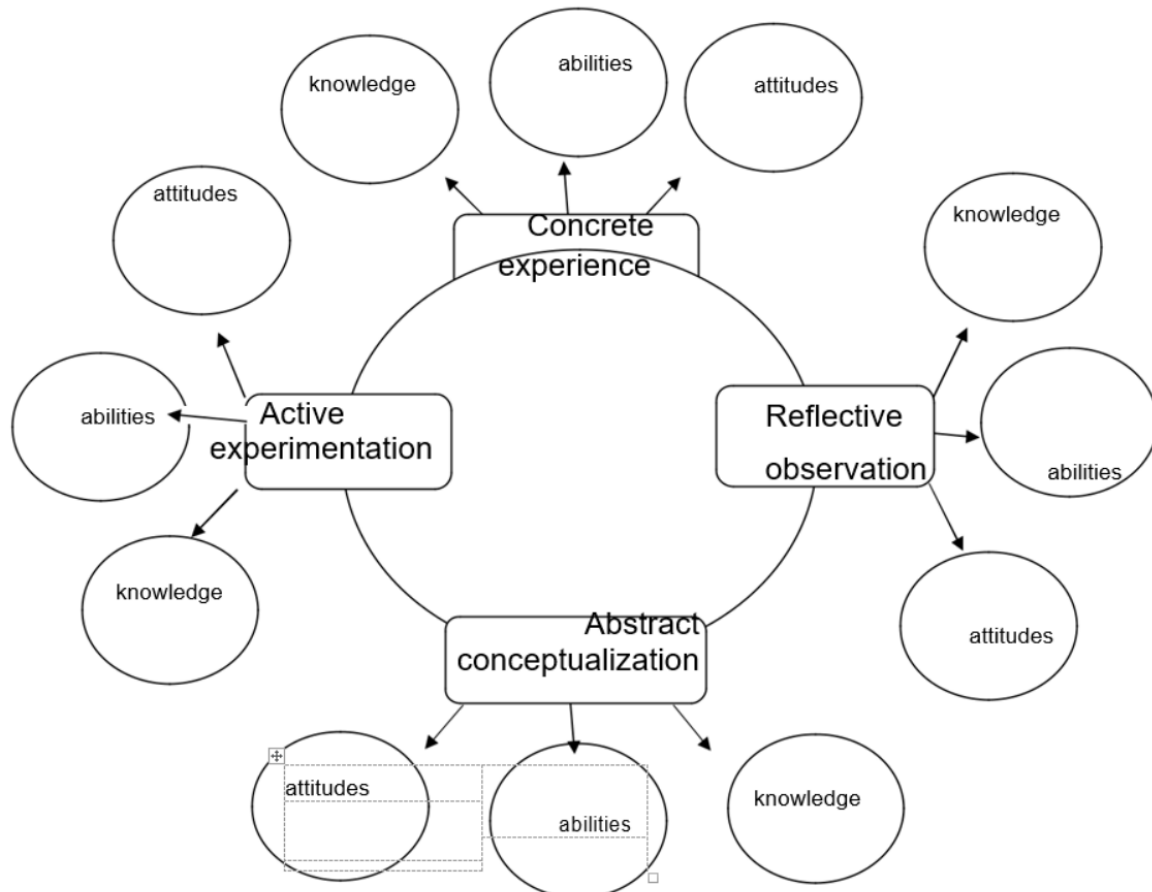 abilities
knowledge
attitudes
attitudes
knowledge
Concrete
experience
abilities
Active
experimentation
Reflective
observation
abilities
knowledge
attitudes
Abstract
conceptualization
attitudes
abilities
knowledge